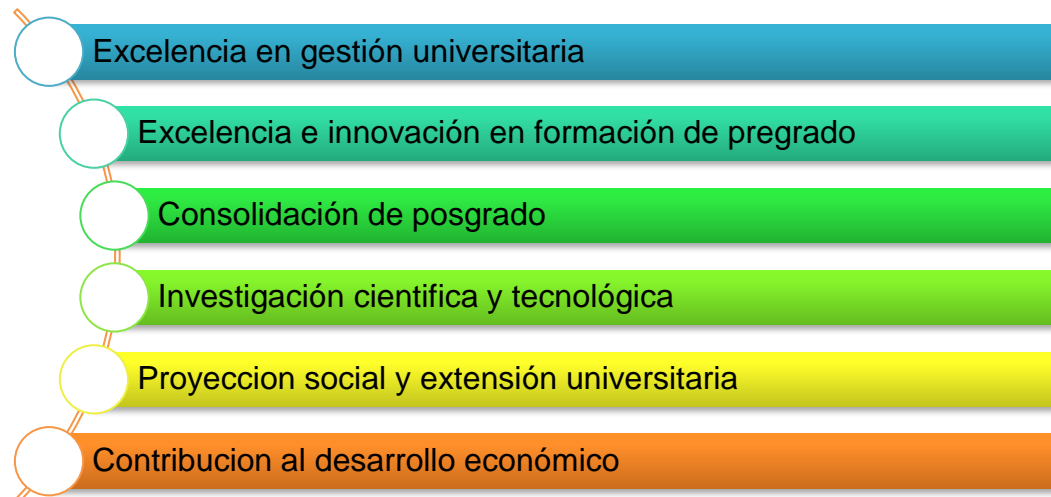 Excelencia en gestión universitaria
Excelencia e innovación en formación de pregrado
Consolidación de posgrado
Investigación cientifica y tecnológica
Proyeccion social y extensión universitaria
Contribucion al desarrollo económico